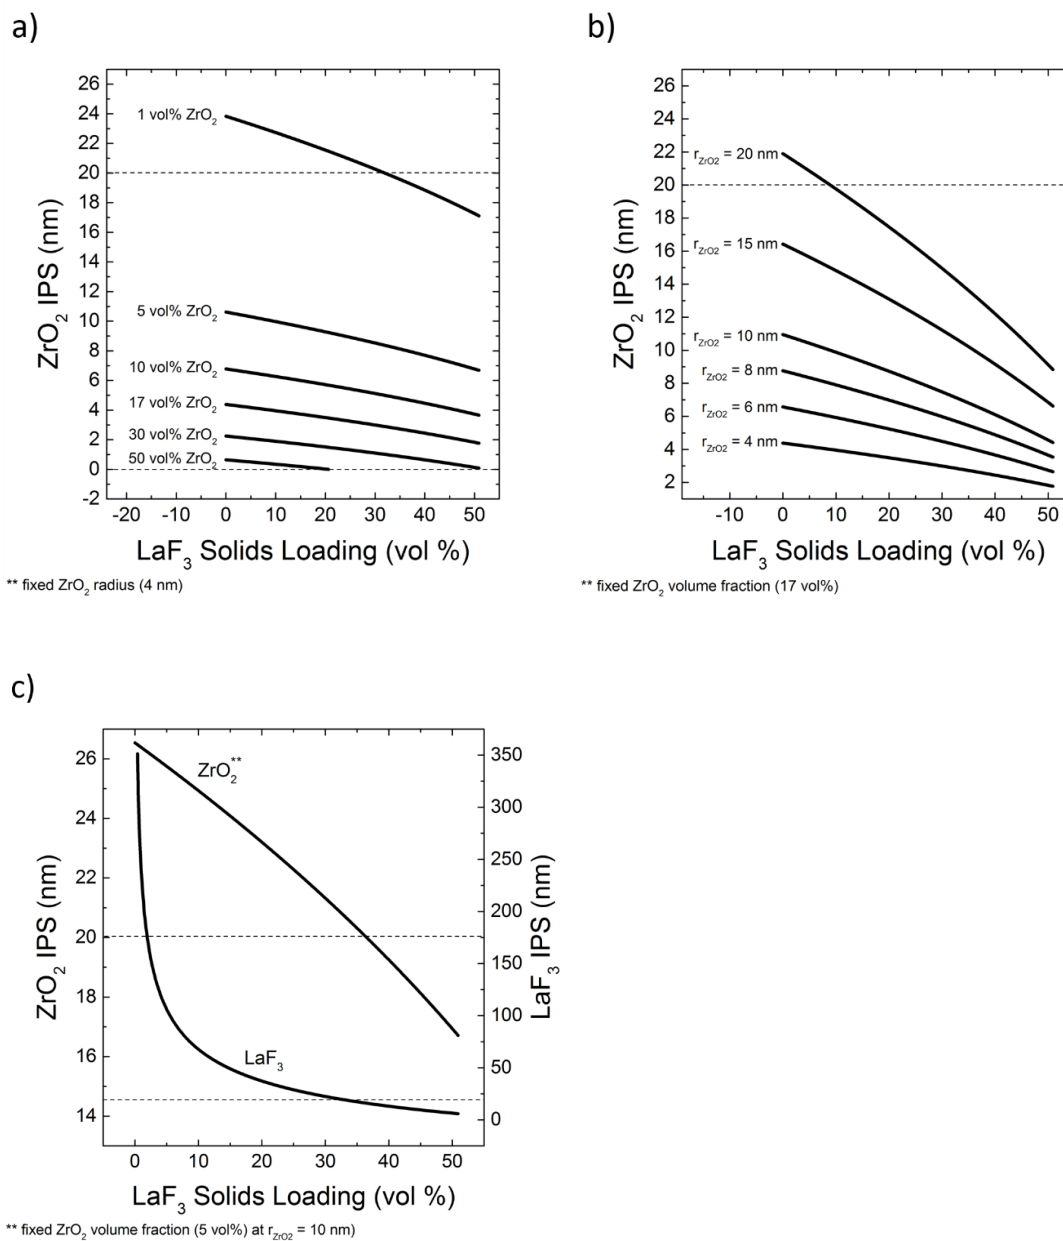 a)
26
24
22
20
18
16
14
12
10
8
6
4
2
0
-2
ZrO₂ IPS (nm)
1 vol% ZrO₂
5 vol% ZrO₂
10 vol% ZrO₂
17 vol% ZrO₂
30 vol% ZrO₂
50 vol% ZrO₂
-20 -10 0 10 20 30 40 50
LaF₃ Solids Loading (vol %)
** fixed ZrO₂ radius (4 nm)
b)
26
24
22
20
18
16
14
12
10
8
6
4
2
ZrO₂ IPS (nm)
r_ZrO2 = 20 nm
r_ZrO2 = 15 nm
r_ZrO2 = 10 nm
r_ZrO2 = 8 nm
r_ZrO2 = 6 nm
r_ZrO2 = 4 nm
-10 0 10 20 30 40 50
LaF₃ Solids Loading (vol %)
** fixed ZrO₂ volume fraction (17 vol%)
c)
26
24
22
20
18
16
14
ZrO₂ IPS (nm)
ZrO₂**
LaF₃
350
300
250
200
150
100
50
0
LaF₃ IPS (nm)
0 10 20 30 40 50
LaF₃ Solids Loading (vol %)
** fixed ZrO₂ volume fraction (5 vol%) at r_ZrO2 = 10 nm)